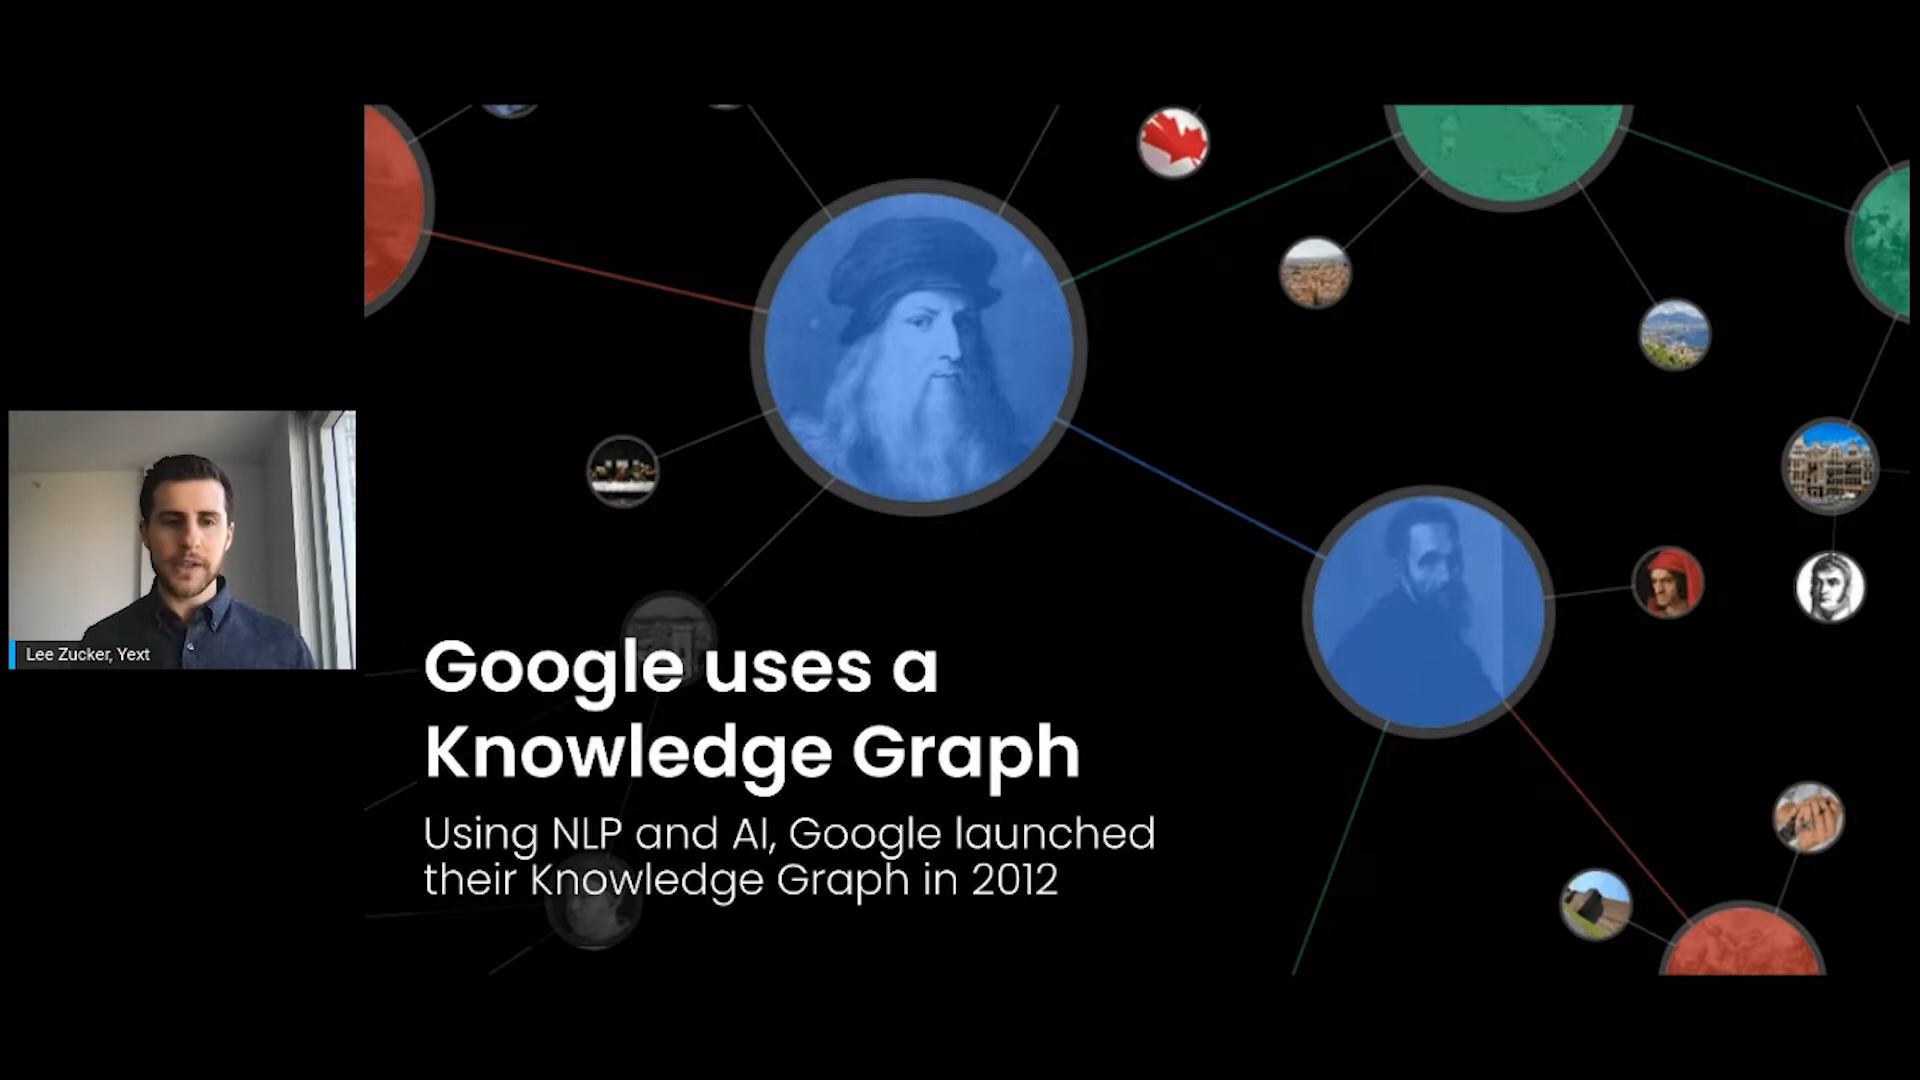 Lee Zucker, Yext
Google uses a
Knowledge Graph
Using NLP and AI, Google launched
their Knowledge Graph in 2012